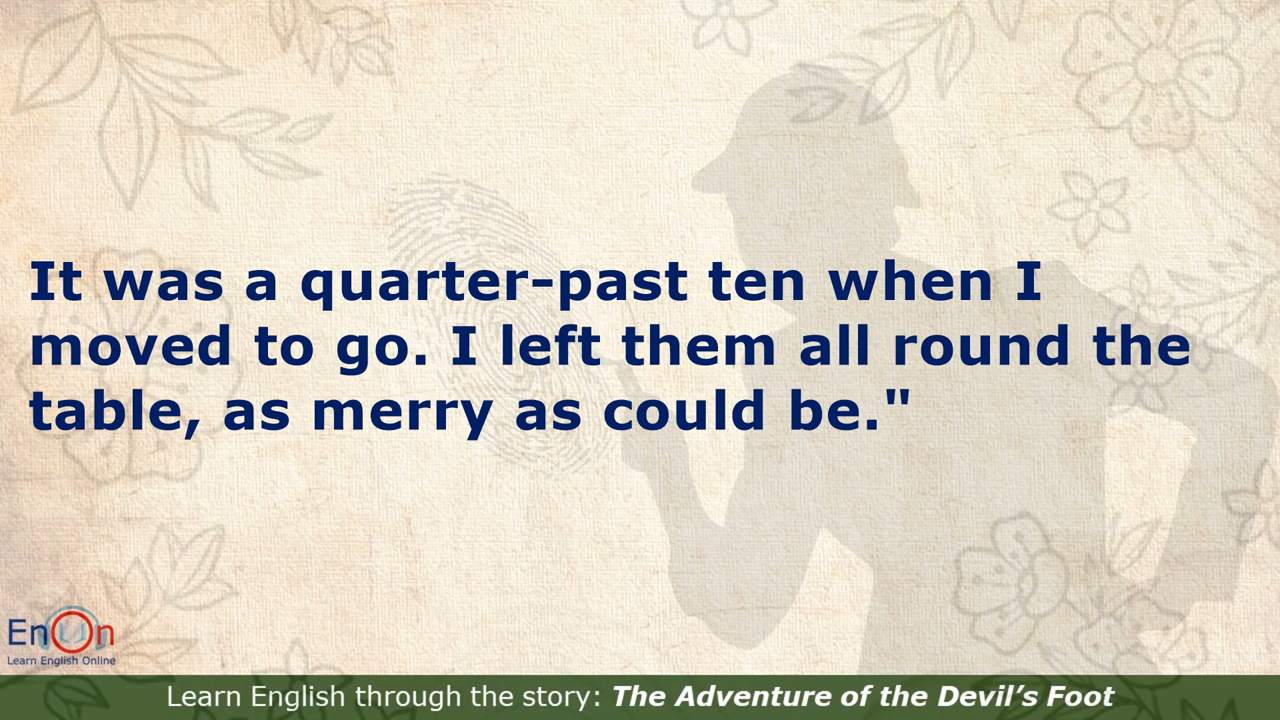 It was a quarter-past ten when I
moved to go. I left them all round the
table, as merry as could be."
EnOn
Learn English Online
Learn English through the story: The Adventure of the Devil’s Foot